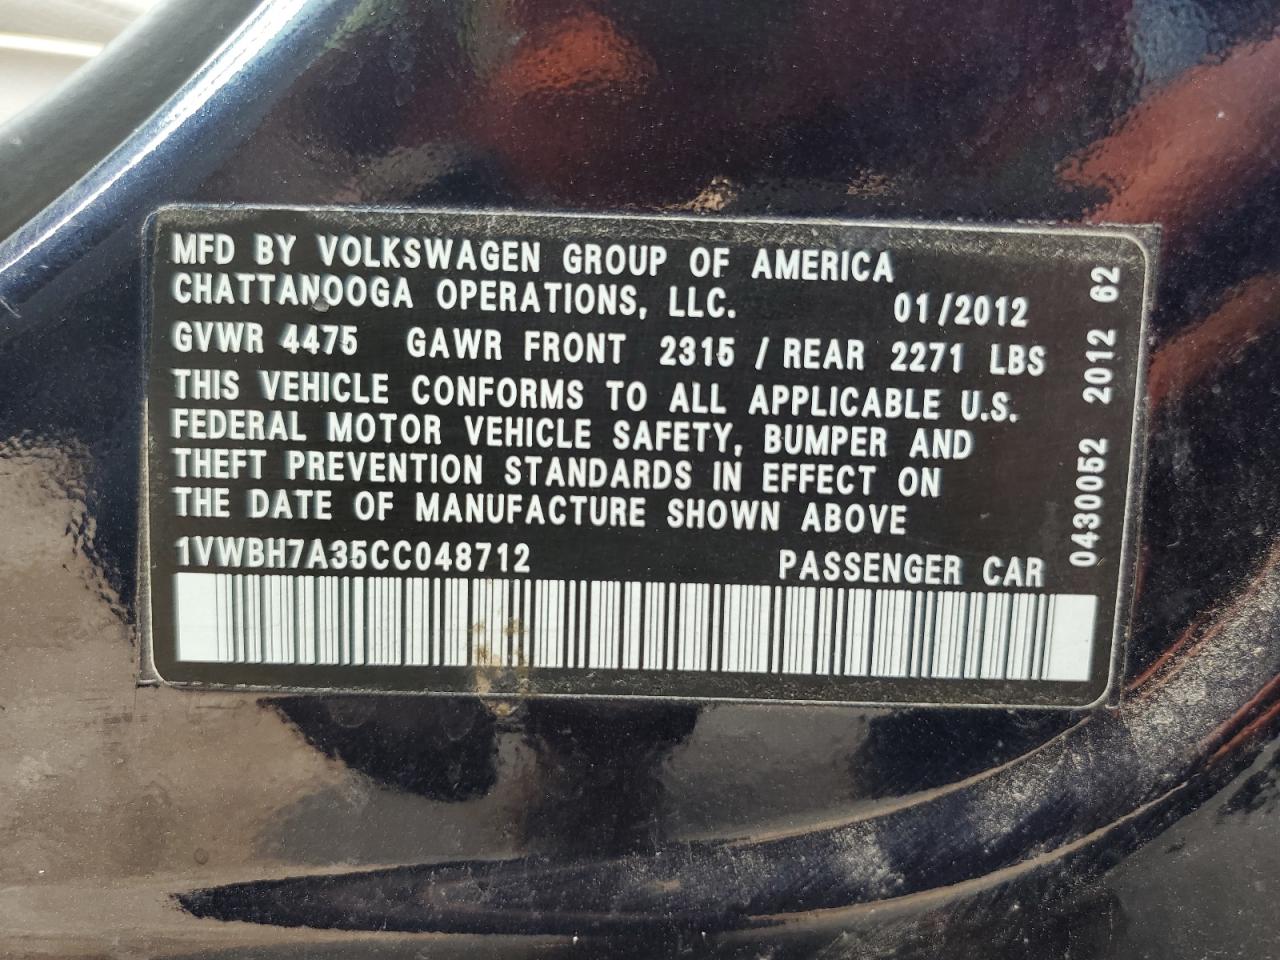 MFD BY VOLKSWAGEN GROUP OF AMERICA
CHATTANOOGA OPERATIONS, LLC. 01/2012
GVWR 4475 GAWR FRONT 2315 / REAR 2271 LBS
THIS VEHICLE CONFORMS TO ALL APPLICABLE U.S.
FEDERAL MOTOR VEHICLE SAFETY, BUMPER AND
THEFT PREVENTION STANDARDS IN EFFECT ON
THE DATE OF MANUFACTURE SHOWN ABOVE
1VWBH7A35CC048712 PASSENGER CAR
0430052 2012 62